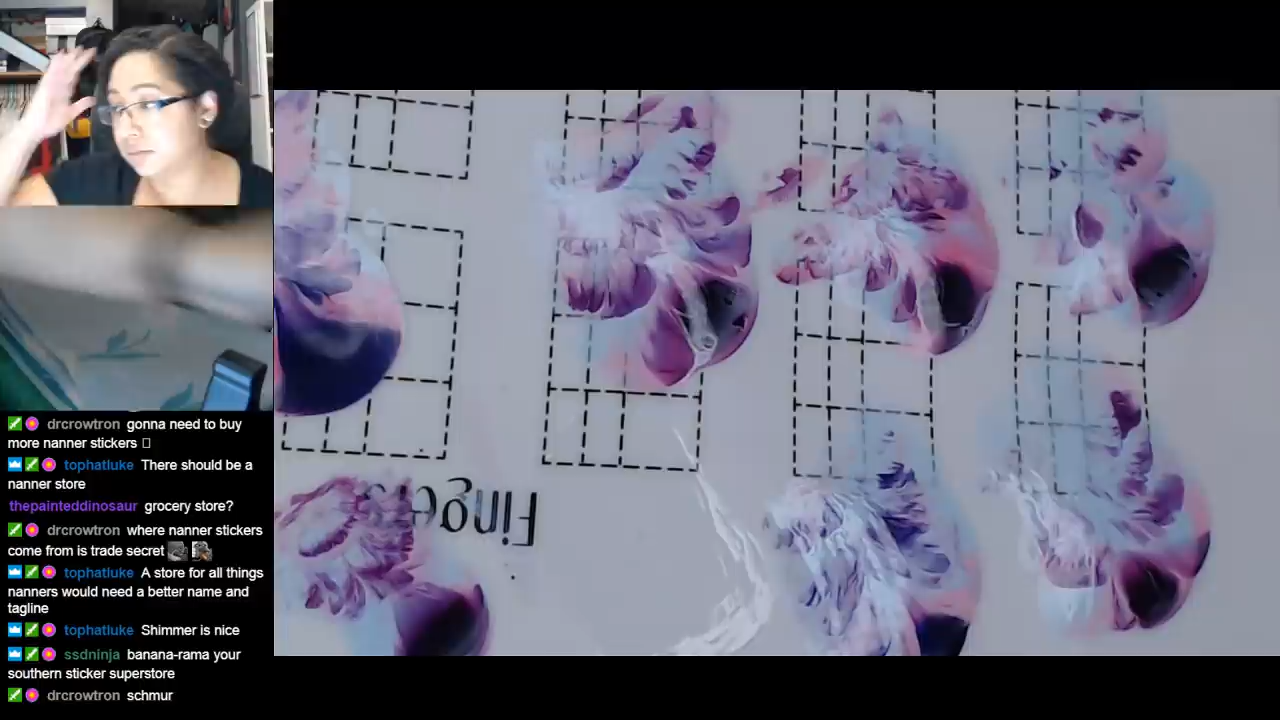 drcrowtron gonna need to buy
more nanner stickers
tophatluke There should be a
nanner store
thepainteddinosaur grocery store?
drcrowtron where nanner stickers
come from is trade secret
tophatluke A store for all things
nanners would need a better name and
tagline
tophatluke Shimmer is nice
ssdninja banana-rama your
southern sticker superstore
drcrowtron schmur
Fingers